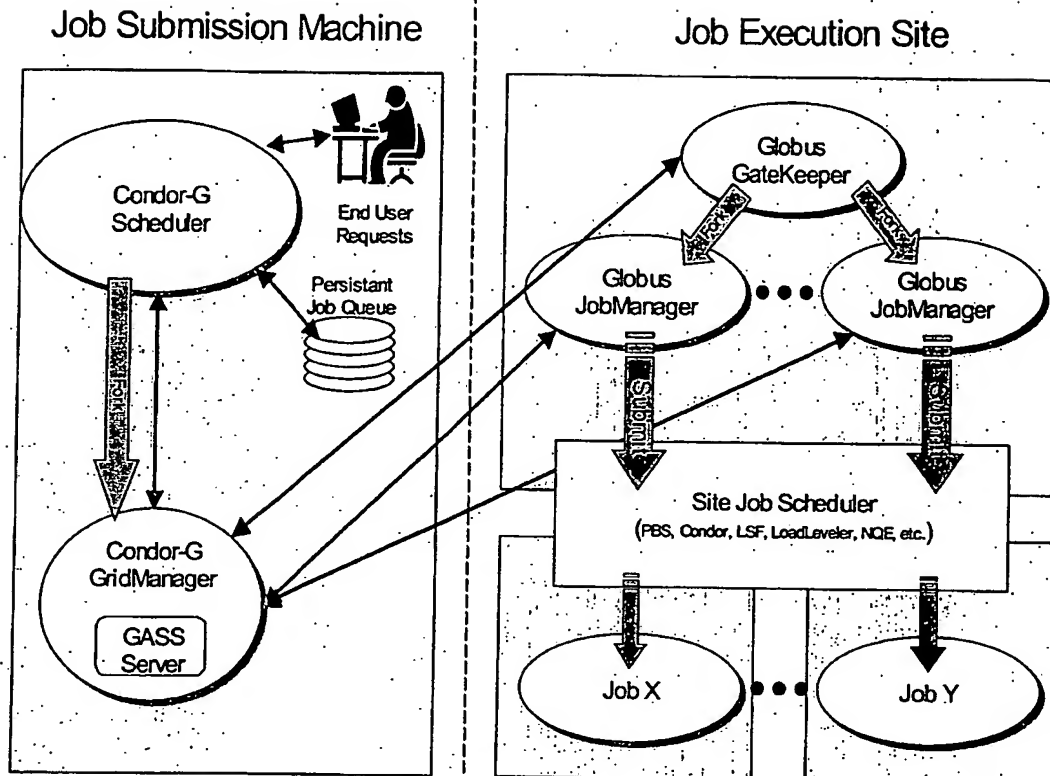 Job Submission Machine
Job Execution Site
Condor-G
Scheduler
End User
Requests
Persistant
Job Queue
Fork
Condor-G
GridManager
GASS
Server
Globus
GateKeeper
Fork
Fork
Globus
JobManager
Globus
JobManager
Submit
Submit
Site Job Scheduler
(PBS, Condor, LSF, LoadLeveler, NQE, etc.)
Job X
Job Y